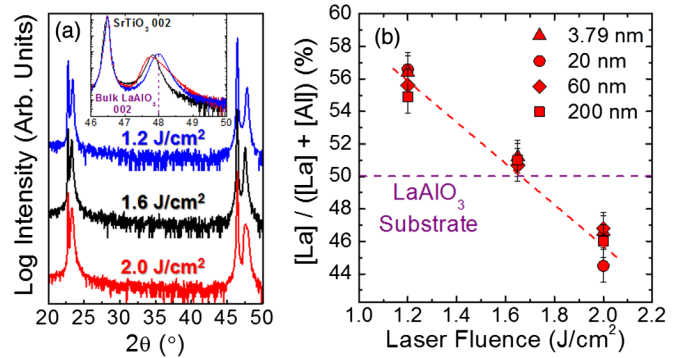 (a)
SrTiO3 002
Bulk LaAlO3
002
46 47 48 49 50
1.2 J/cm²
1.6 J/cm²
2.0 J/cm²
Log Intensity (Arb. Units)
20 25 30 35 40 45 50
2θ (°)
(b)
3.79 nm
20 nm
60 nm
200 nm
[La] / ([La] + [Al]) (%)
60
58
56
54
52
50
48
46
44
LaAlO3
Substrate
1.0 1.2 1.4 1.6 1.8 2.0 2.2
Laser Fluence (J/cm²)